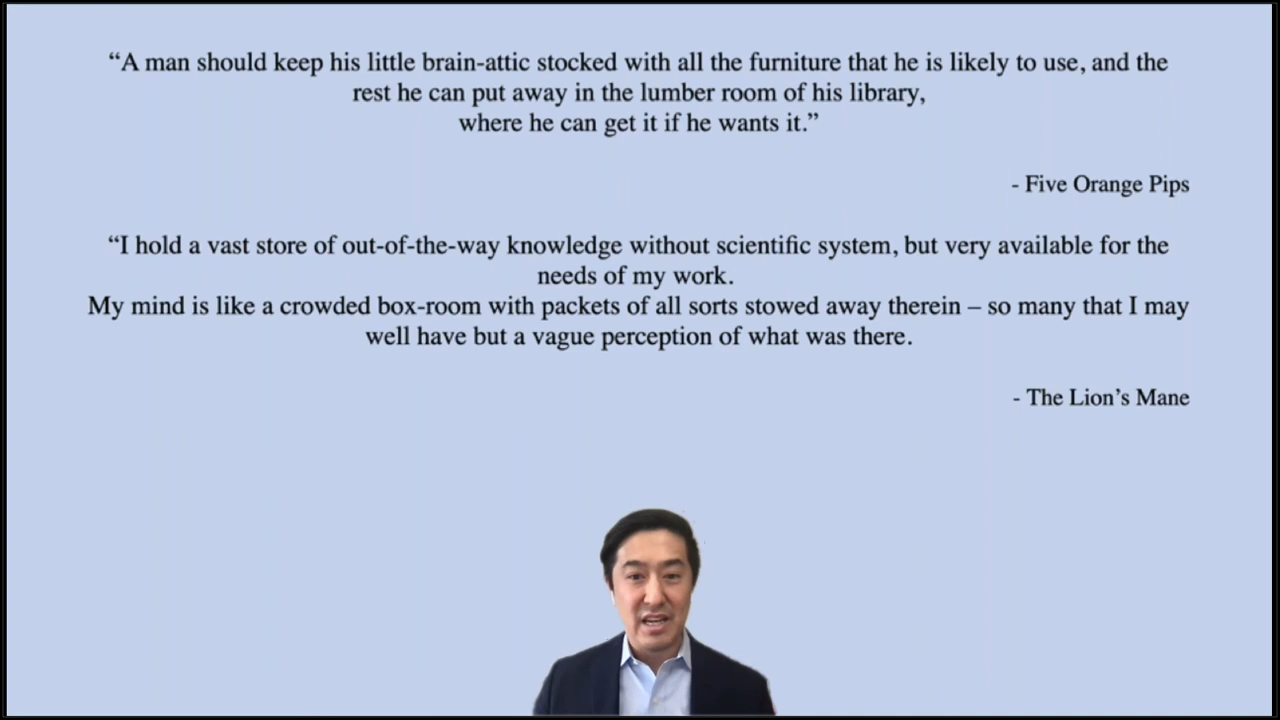 “A man should keep his little brain-attic stocked with all the furniture that he is likely to use, and the
rest he can put away in the lumber room of his library,
where he can get it if he wants it.”
- Five Orange Pips
“I hold a vast store of out-of-the-way knowledge without scientific system, but very available for the
needs of my work.
My mind is like a crowded box-room with packets of all sorts stowed away therein – so many that I may
well have but a vague perception of what was there.
- The Lion’s Mane